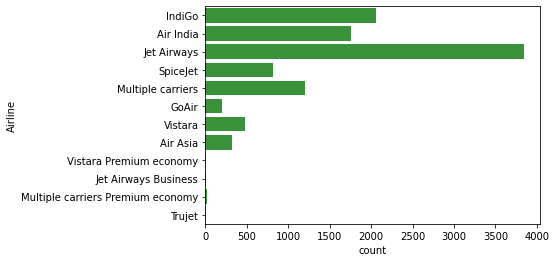 IndiGo
Air India
Jet Airways
SpiceJet
Multiple carriers
GoAir
Vistara
Air Asia
Vistara Premium economy
Jet Airways Business
Multiple carriers Premium economy
Trujet
Airline
0 500 1000 1500 2000 2500 3000 3500 4000
count